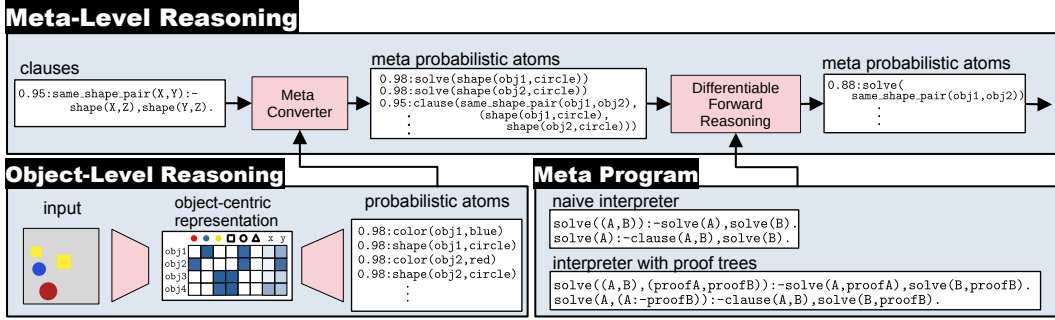 Meta-Level Reasoning
clauses
0.95:same_shape_pair(X,Y):-
shape(X,Z),shape(Y,Z).
Meta
Converter
meta probabilistic atoms
0.98:solve(shape(obj1,circle))
0.98:solve(shape(obj2,circle))
0.95:clause(same_shape_pair(obj1,obj2),
(shape(obj1,circle),
shape(obj2,circle)))
Differentiable
Forward
Reasoning
meta probabilistic atoms
0.88:solve(
same_shape_pair(obj1,obj2))
Object-Level Reasoning
input
object-centric
representation
x y
obj1
obj2
obj3
obj4
probabilistic atoms
0.98:color(obj1,blue)
0.98:shape(obj1,circle)
0.98:color(obj2,red)
0.98:shape(obj2,circle)
Meta Program
naive interpreter
solve((A,B)):-solve(A),solve(B).
solve(A):-clause(A,B),solve(B).
interpreter with proof trees
solve((A,B),(proofA,proofB)):-solve(A,proofA),solve(B,proofB).
solve(A,(A:-proofB)):-clause(A,B),solve(B,proofB).